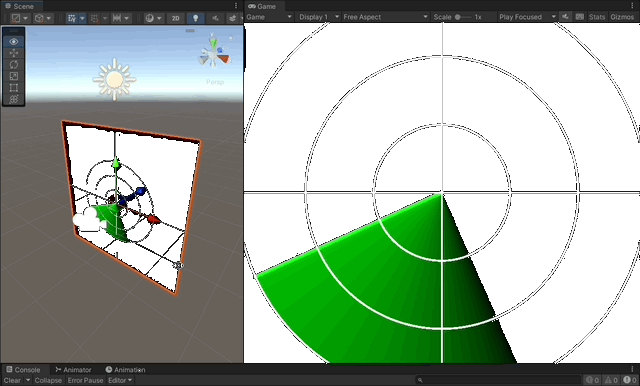 Scene
Game
2D
Game
Display 1
Free Aspect
Scale
1x
Play Focused
Stats
Gizmos
Persp
Console
Animator
Animation
Clear
Collapse
Error Pause
Editor
0
0
0